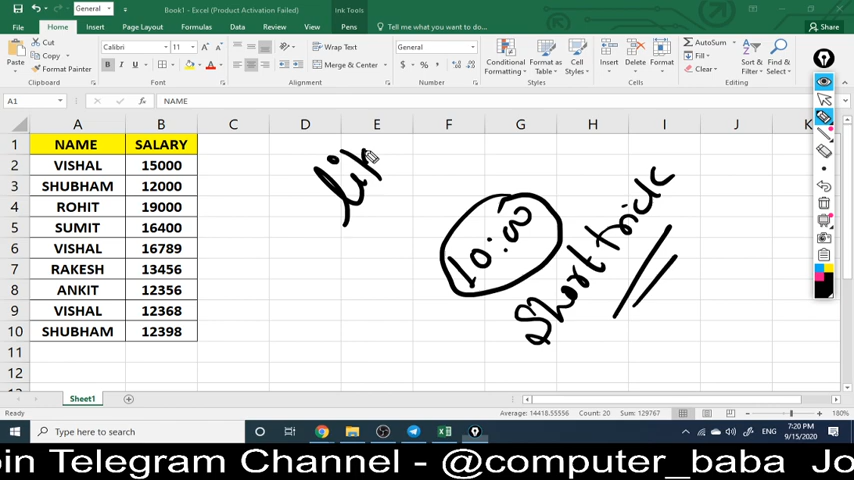 Book1 - Excel (Product Activation Failed)
Ink Tools
File Home Insert Page Layout Formulas Data Review View Pens Tell me what you want to do... Share
Cut
Copy
Format Painter
Paste
Clipboard
Calibri 11
B I U
Font
Wrap Text
Merge & Center
Alignment
General
$ % ,
Number
Conditional Formatting
Format as Table
Cell Styles
Styles
Insert Delete Format
Cells
AutoSum
Fill
Clear
Sort & Filter
Find & Select
Editing
A1 fx NAME
A B C D E F G H I J K
1 NAME SALARY
2 VISHAL 15000
3 SHUBHAM 12000
4 ROHIT 19000
5 SUMIT 16400
6 VISHAL 16789
7 RAKESH 13456
8 ANKIT 12356
9 VISHAL 12368
10 SHUBHAM 12398
11
12
10:00
Short trick
Sheet1
Ready Average: 14418.55556 Count: 20 Sum: 129767 180%
Type here to search
ENG
7:20 PM
9/15/2020
oin Telegram Channel - @computer_baba Jo